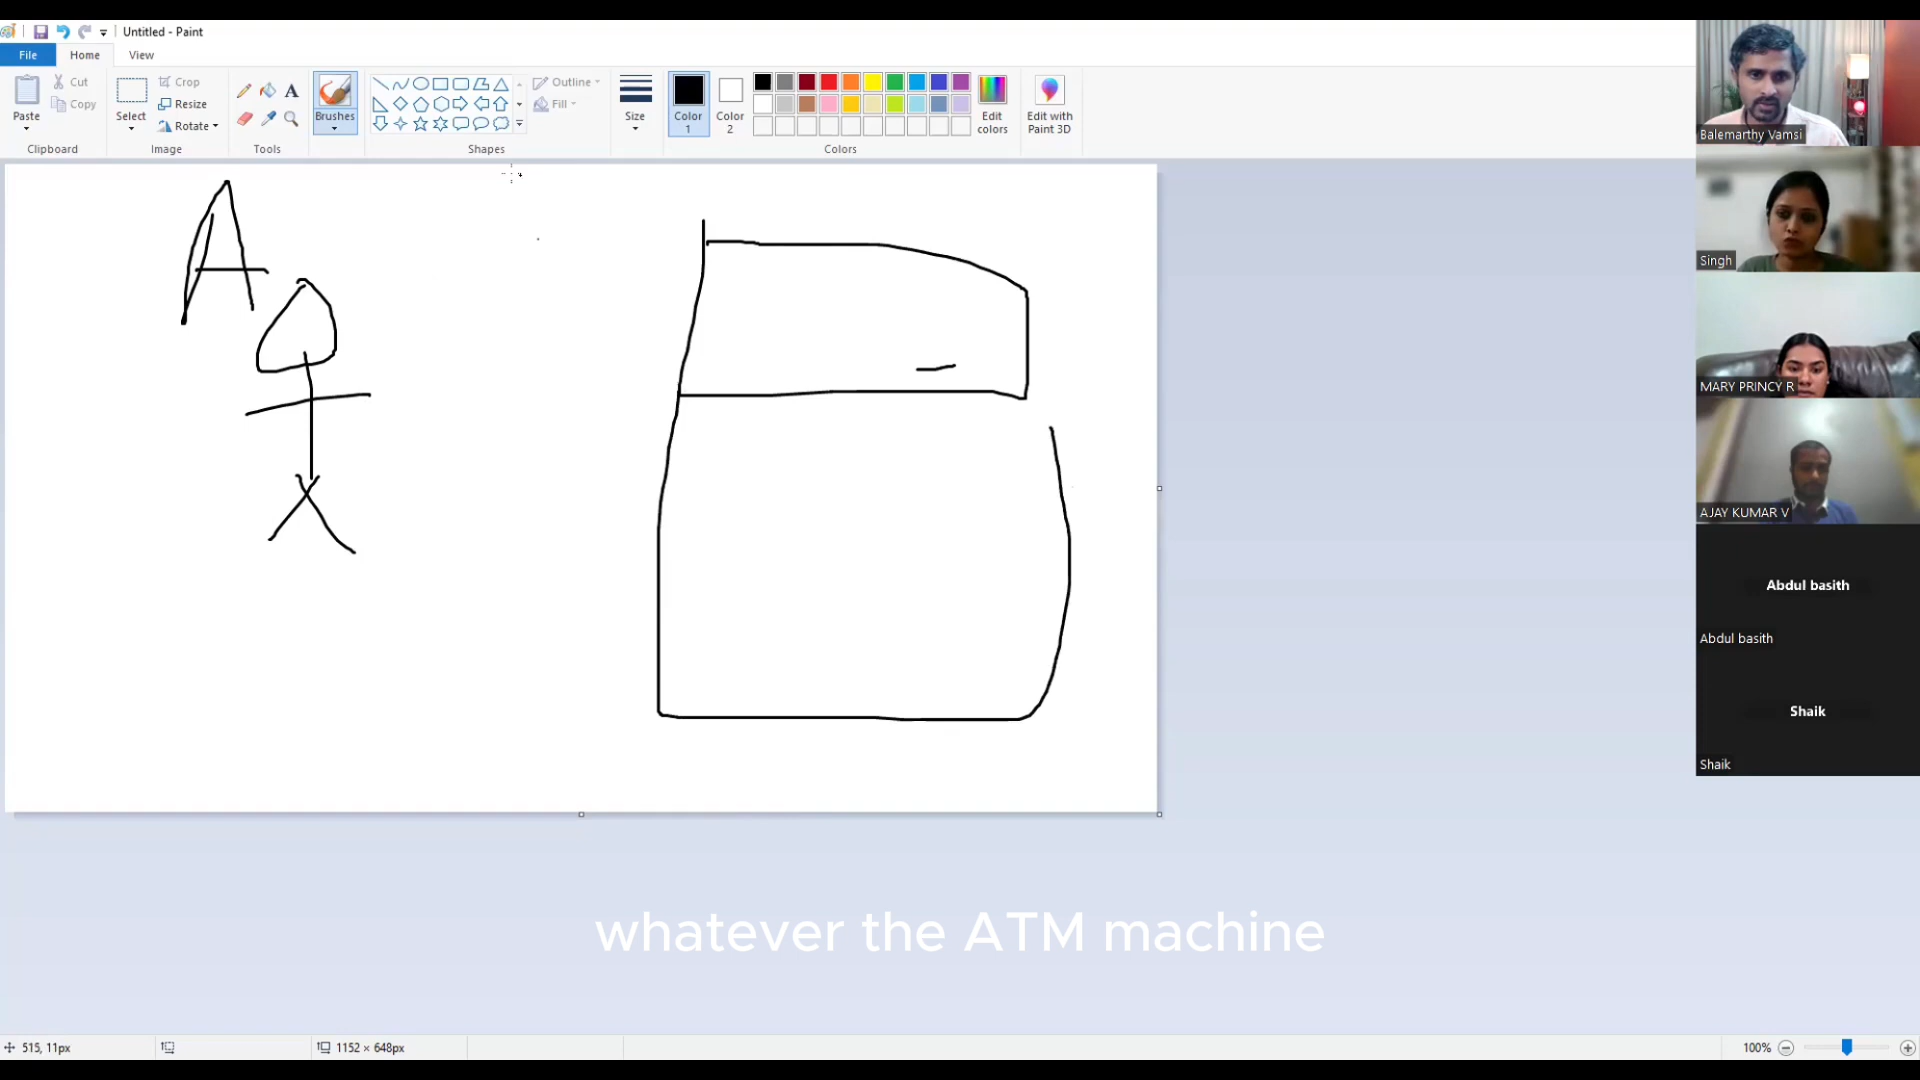 Untitled - Paint
File Home View
Paste
Cut
Copy
Clipboard
Select
Crop
Resize
Rotate
Image
Tools
Brushes
Outline
Fill
Shapes
Size
Color 1
Color 2
Edit colors
Colors
Edit with Paint 3D
A
whatever the ATM machine
515, 11px
1152 × 648px
100%
Balemarthy Vamsi
Singh
MARY PRINCY R
AJAY KUMAR V
Abdul basith
Abdul basith
Shaik
Shaik